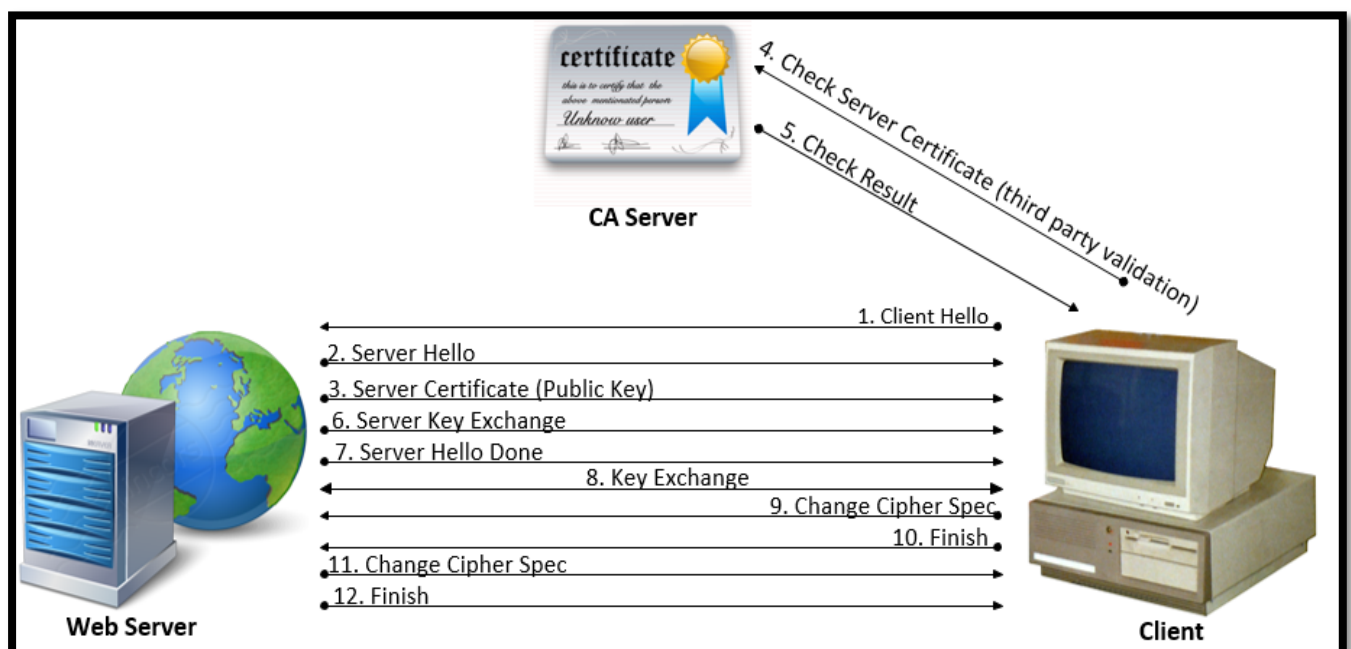 certificate
this is to certify that the
above mentionated person
Unknow user
CA Server
4. Check Server Certificate (third party validation)
5. Check Result
1. Client Hello
2. Server Hello
3. Server Certificate (Public Key)
6. Server Key Exchange
7. Server Hello Done
8. Key Exchange
9. Change Cipher Spec
10. Finish
11. Change Cipher Spec
12. Finish
Web Server
Client